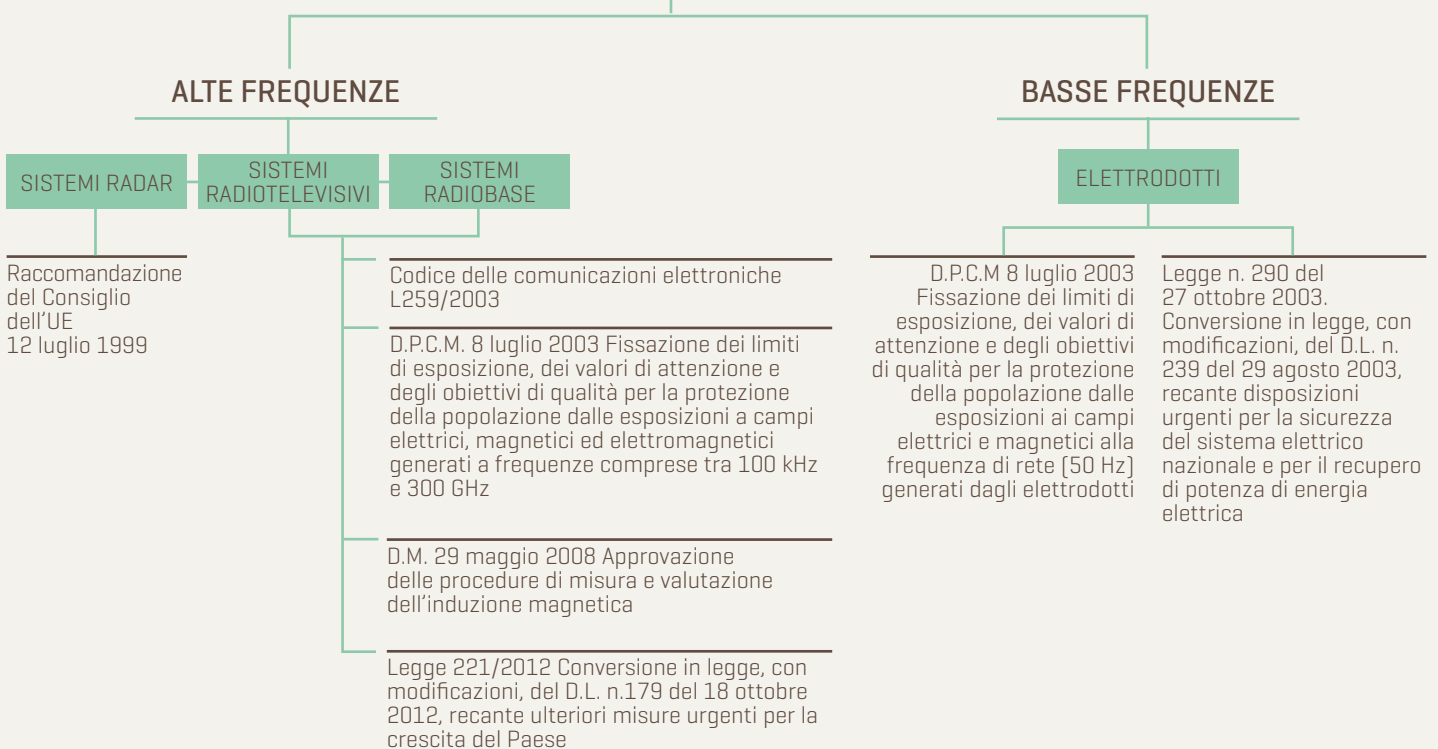 ALTE FREQUENZE
SISTEMI RADAR
SISTEMI
RADIOTELEVISIVI
SISTEMI
RADIOBASE
Raccomandazione
del Consiglio
dell'UE
12 luglio 1999
Codice delle comunicazioni elettroniche
L259/2003
D.P.C.M. 8 luglio 2003 Fissazione dei limiti
di esposizione, dei valori di attenzione e
degli obiettivi di qualità per la protezione
della popolazione dalle esposizioni a campi
elettrici, magnetici ed elettromagnetici
generati a frequenze comprese tra 100 kHz
e 300 GHz
D.M. 29 maggio 2008 Approvazione
delle procedure di misura e valutazione
dell'induzione magnetica
Legge 221/2012 Conversione in legge, con
modificazioni, del D.L. n.179 del 18 ottobre
2012, recante ulteriori misure urgenti per la
crescita del Paese
BASSE FREQUENZE
ELETTRODOTTI
D.P.C.M 8 luglio 2003
Fissazione dei limiti di
esposizione, dei valori di
attenzione e degli obiettivi
di qualità per la protezione
della popolazione dalle
esposizioni ai campi
elettrici e magnetici alla
frequenza di rete (50 Hz)
generati dagli elettrodotti
Legge n. 290 del
27 ottobre 2003.
Conversione in legge, con
modificazioni, del D.L. n.
239 del 29 agosto 2003,
recante disposizioni
urgenti per la sicurezza
del sistema elettrico
nazionale e per il recupero
di potenza di energia
elettrica